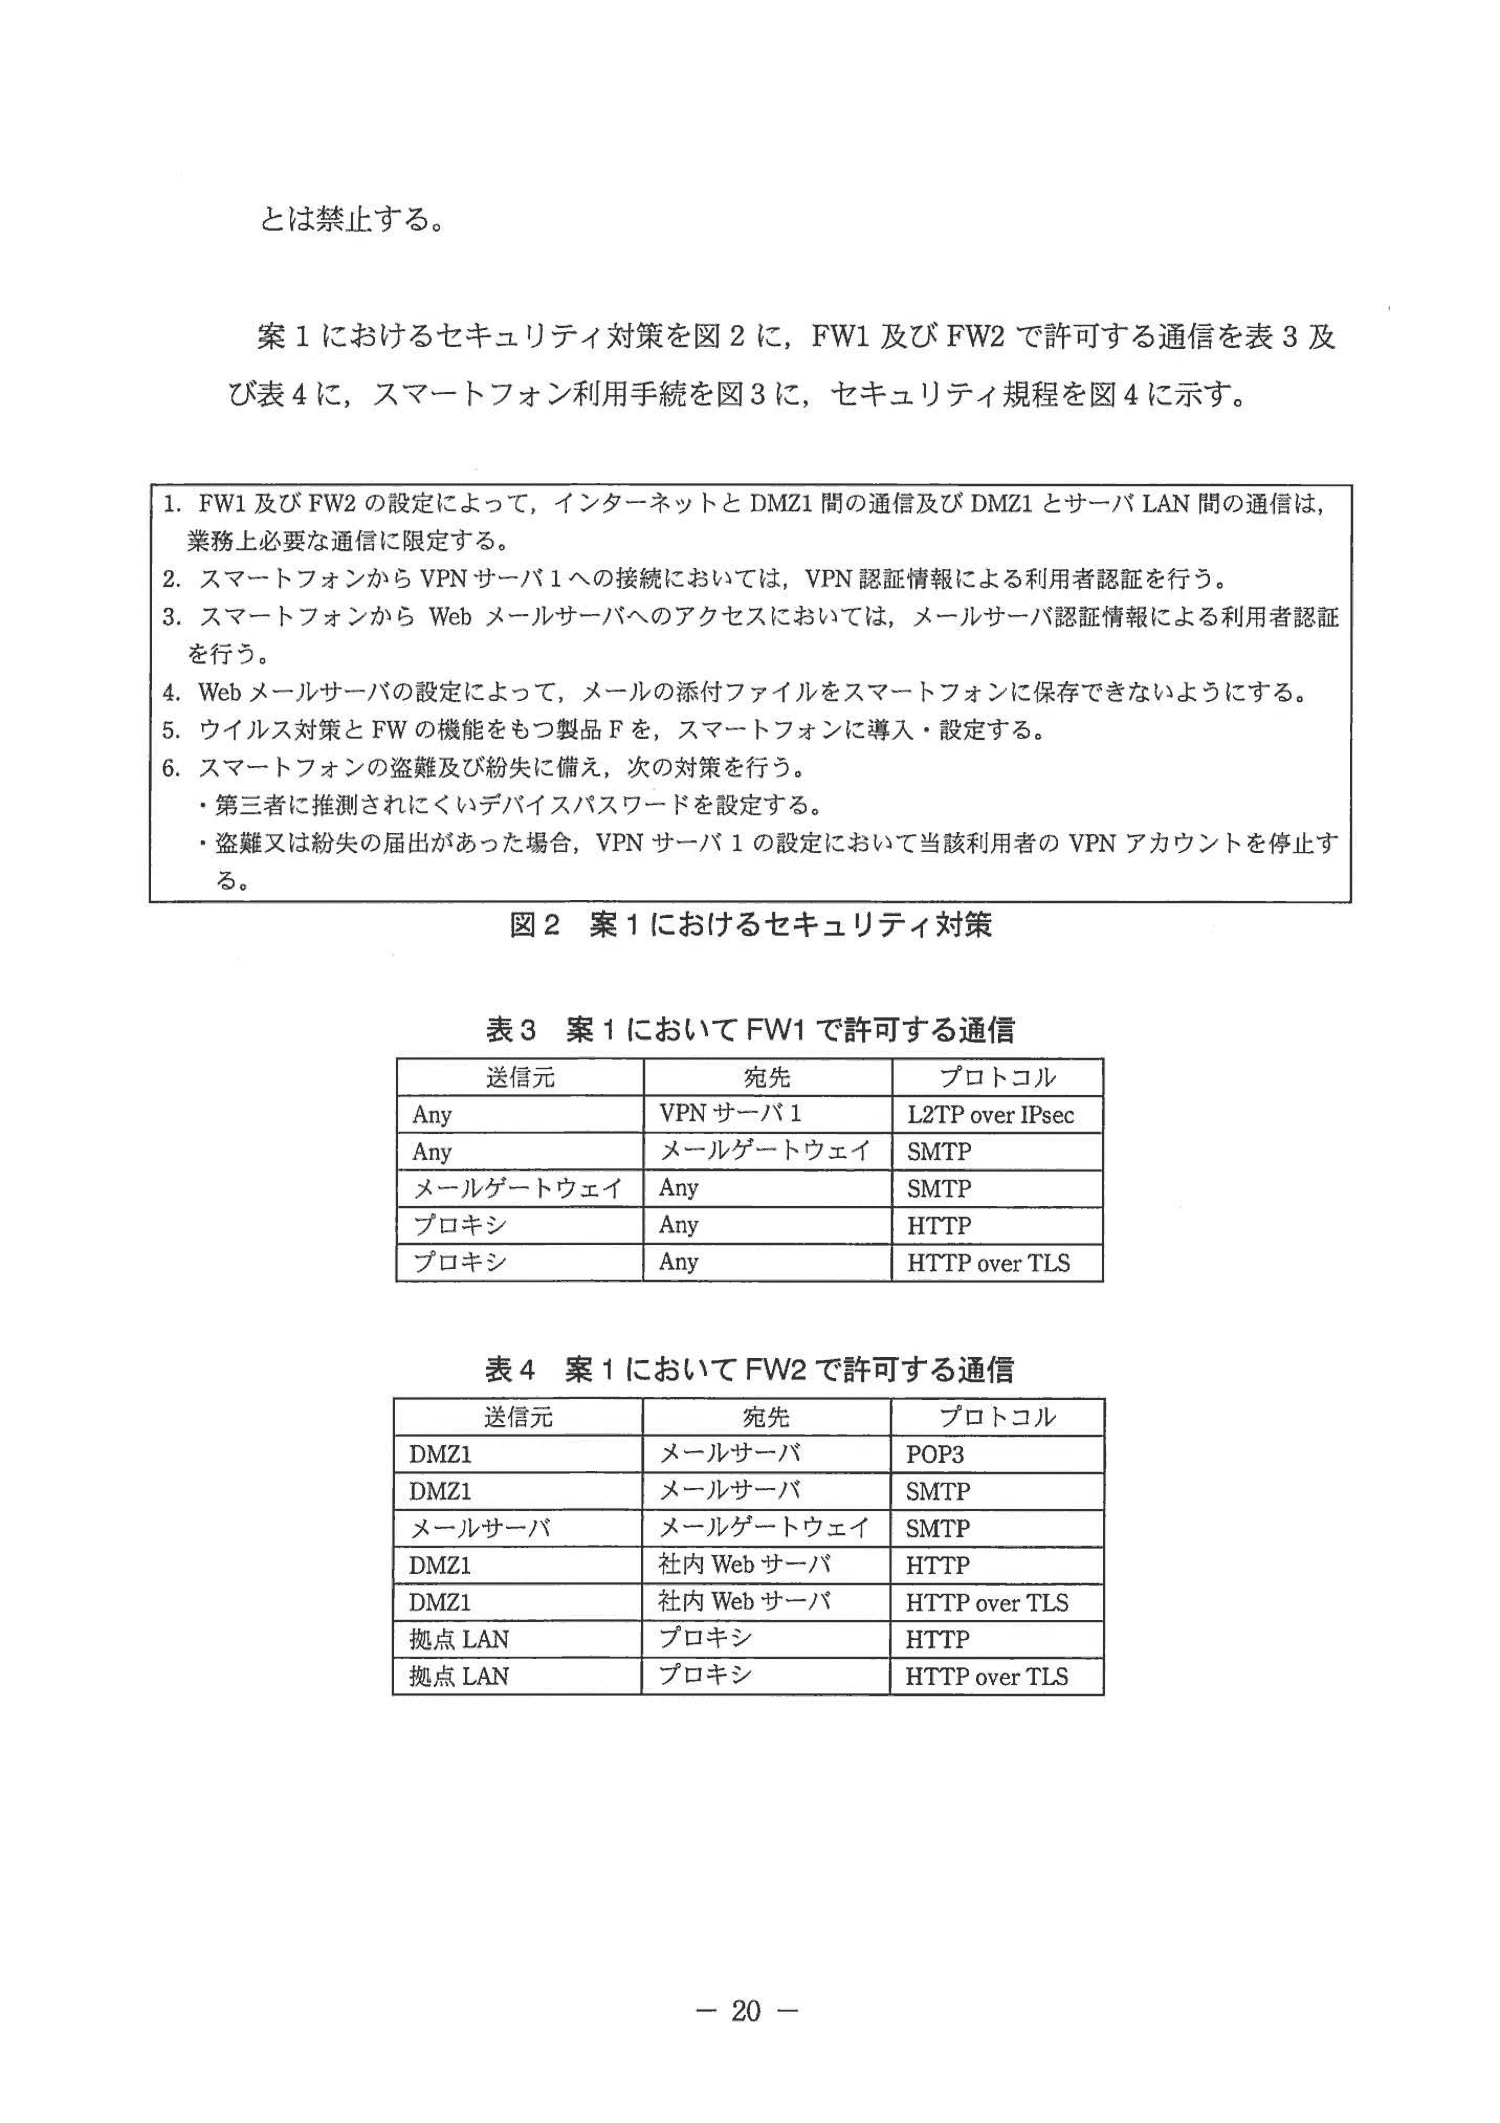 とは禁止する。
案 1 におけるセキュリティ対策を図 2 に，FW1 及び FW2 で許可する通信を表 3 及
び表 4 に，スマートフォン利用手続を図 3 に，セキュリティ規程を図 4 に示す。
1. FW1 及び FW2 の設定によって，インターネットと DMZ1 間の通信及び DMZ1 とサーバ LAN 間の通信は，
業務上必要な通信に限定する。
2. スマートフォンから VPN サーバ 1 への接続においては，VPN 認証情報による利用者認証を行う。
3. スマートフォンから Web メールサーバへのアクセスにおいては，メールサーバ認証情報による利用者認証
を行う。
4. Web メールサーバの設定によって，メールの添付ファイルをスマートフォンに保存できないようにする。
5. ウイルス対策と FW の機能をもつ製品 F を，スマートフォンに導入・設定する。
6. スマートフォンの盗難及び紛失に備え，次の対策を行う。
・第三者に推測されにくいデバイスパスワードを設定する。
・盗難又は紛失の届出があった場合，VPN サーバ 1 の設定において当該利用者の VPN アカウントを停止す
る。
図 2　案 1 におけるセキュリティ対策
表 3　案 1 において FW1 で許可する通信
送信元　宛先　プロトコル
Any　VPN サーバ 1　L2TP over IPsec
Any　メールゲートウェイ　SMTP
メールゲートウェイ　Any　SMTP
プロキシ　Any　HTTP
プロキシ　Any　HTTP over TLS
表 4　案 1 において FW2 で許可する通信
送信元　宛先　プロトコル
DMZ1　メールサーバ　POP3
DMZ1　メールサーバ　SMTP
メールサーバ　メールゲートウェイ　SMTP
DMZ1　社内 Web サーバ　HTTP
DMZ1　社内 Web サーバ　HTTP over TLS
拠点 LAN　プロキシ　HTTP
拠点 LAN　プロキシ　HTTP over TLS
－ 20 －